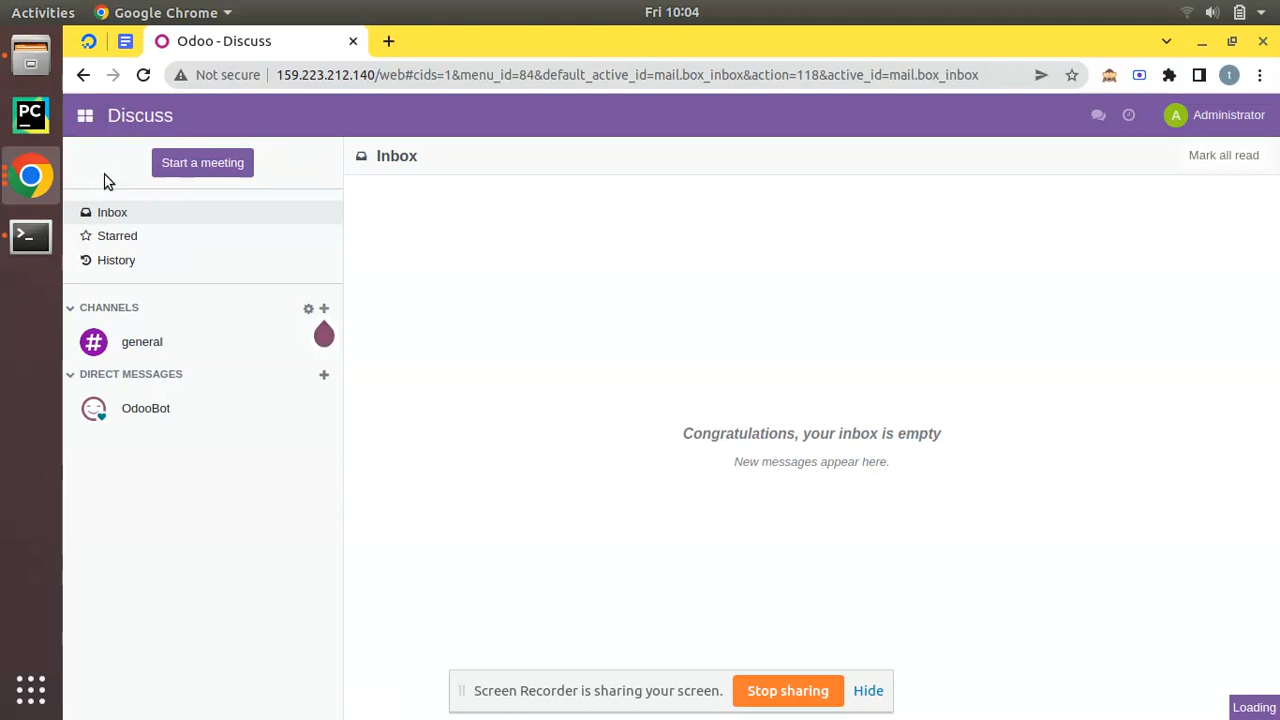 Activities
Google Chrome
Fri 10:04
Odoo - Discuss
Not secure
159.223.212.140/web#cids=1&menu_id=84&default_active_id=mail.box_inbox&action=118&active_id=mail.box_inbox
t
PC
Discuss
A Administrator
Start a meeting
Inbox
Mark all read
Inbox
Starred
History
CHANNELS
general
DIRECT MESSAGES
OdooBot
Congratulations, your inbox is empty
New messages appear here.
Screen Recorder is sharing your screen.
Stop sharing
Hide
Loading